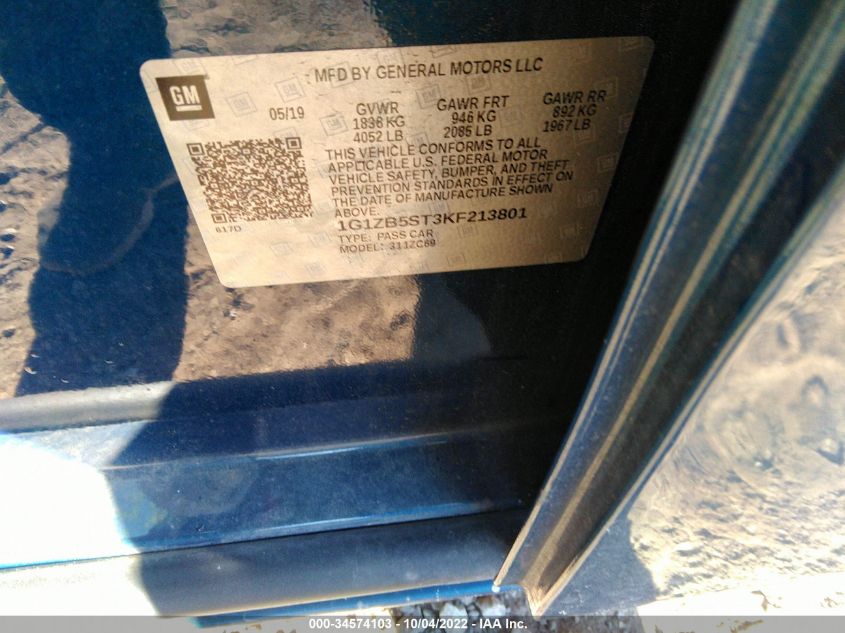 MFD BY GENERAL MOTORS LLC
GM
05/19
GVWR
1838 KG
4052 LB
GAWR FRT
946 KG
2085 LB
GAWR RR
892 KG
1967 LB
THIS VEHICLE CONFORMS TO ALL
APPLICABLE U.S. FEDERAL MOTOR
VEHICLE SAFETY, BUMPER, AND THEFT
PREVENTION STANDARDS IN EFFECT ON
THE DATE OF MANUFACTURE SHOWN
ABOVE.
1G1ZB5ST3KF213801
TYPE: PASS CAR
MODEL: 311ZC69
617D
000-34574103 - 10/04/2022 - IAA Inc.